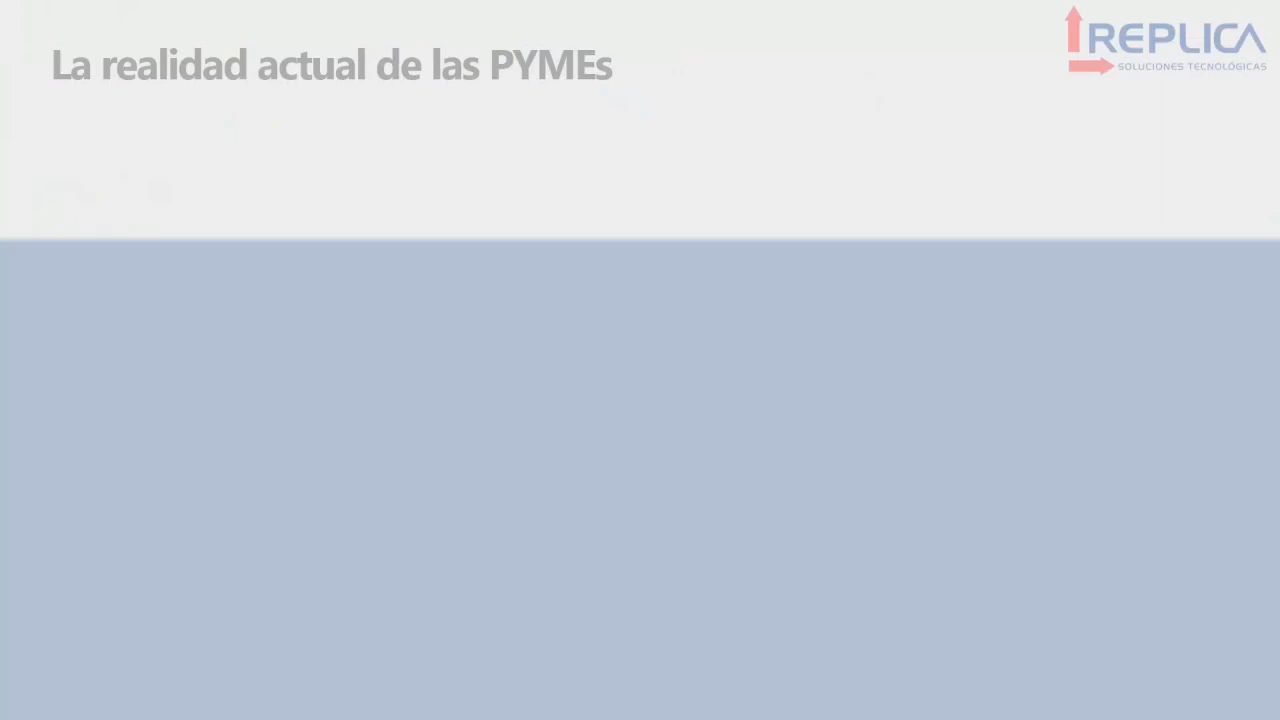 La realidad actual de las PYMEs
REPLICA
SOLUCIONES TECNOLÓGICAS